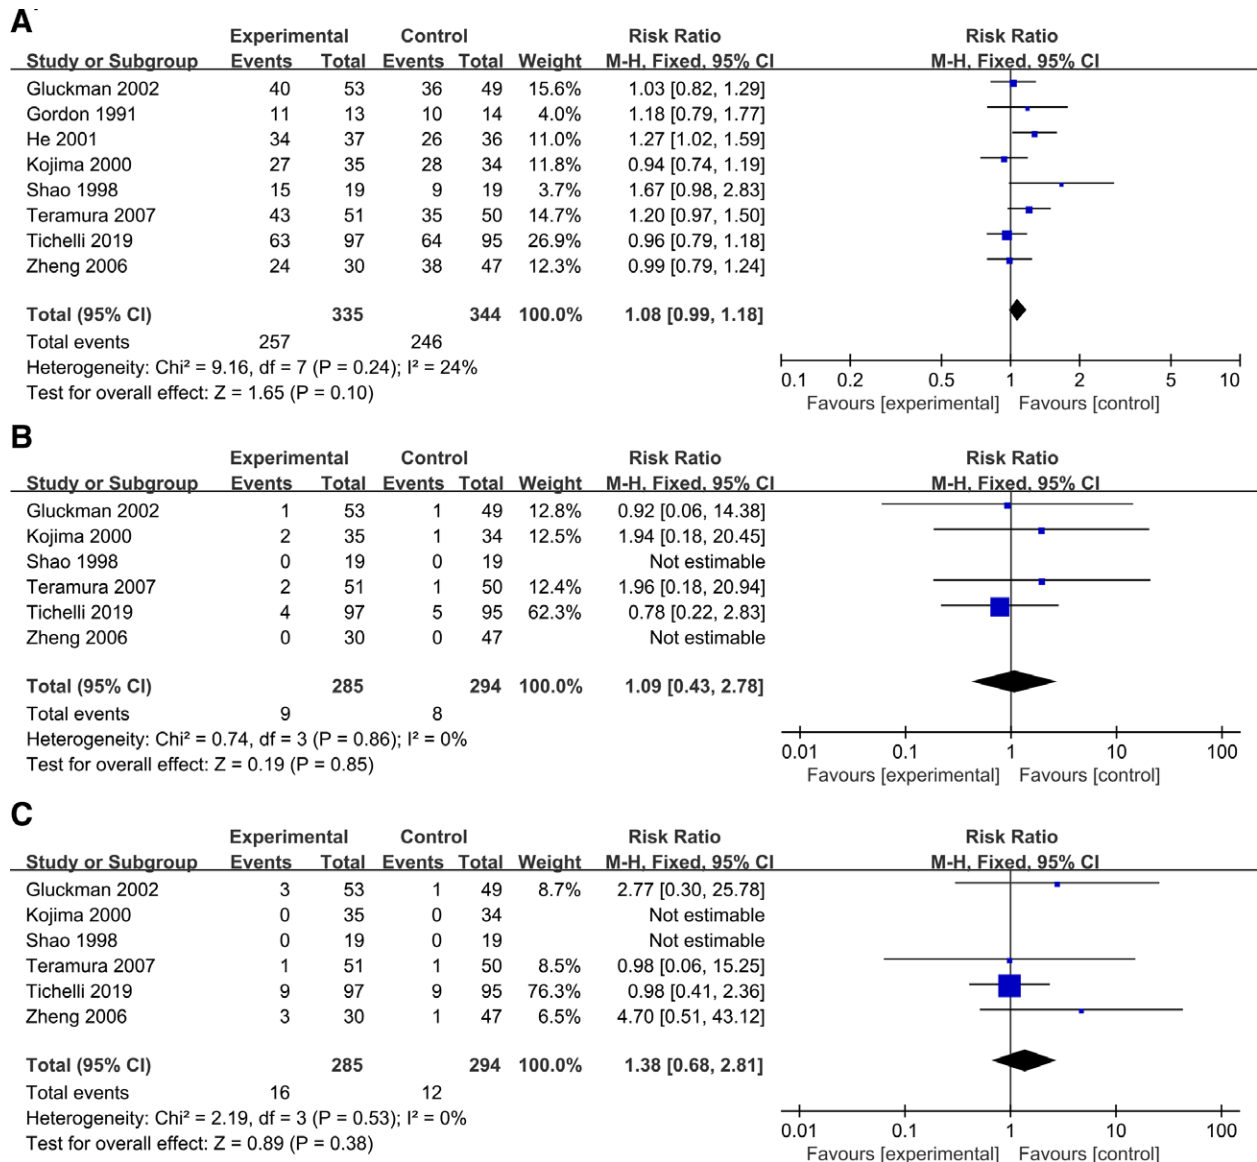 A
Experimental Control Risk Ratio Risk Ratio
Study or Subgroup Events Total Events Total Weight M-H, Fixed, 95% CI M-H, Fixed, 95% CI
Gluckman 2002 40 53 36 49 15.6% 1.03 [0.82, 1.29]
Gordon 1991 11 13 10 14 4.0% 1.18 [0.79, 1.77]
He 2001 34 37 26 36 11.0% 1.27 [1.02, 1.59]
Kojima 2000 27 35 28 34 11.8% 0.94 [0.74, 1.19]
Shao 1998 15 19 9 19 3.7% 1.67 [0.98, 2.83]
Teramura 2007 43 51 35 50 14.7% 1.20 [0.97, 1.50]
Tichelli 2019 63 97 64 95 26.9% 0.96 [0.79, 1.18]
Zheng 2006 24 30 38 47 12.3% 0.99 [0.79, 1.24]
Total (95% CI) 335 344 100.0% 1.08 [0.99, 1.18]
Total events 257 246
Heterogeneity: Chi² = 9.16, df = 7 (P = 0.24); I² = 24%
Test for overall effect: Z = 1.65 (P = 0.10)
0.1 0.2 0.5 1 2 5 10
Favours [experimental] Favours [control]
B
Experimental Control Risk Ratio Risk Ratio
Study or Subgroup Events Total Events Total Weight M-H, Fixed, 95% CI M-H, Fixed, 95% CI
Gluckman 2002 1 53 1 49 12.8% 0.92 [0.06, 14.38]
Kojima 2000 2 35 1 34 12.5% 1.94 [0.18, 20.45]
Shao 1998 0 19 0 19 Not estimable
Teramura 2007 2 51 1 50 12.4% 1.96 [0.18, 20.94]
Tichelli 2019 4 97 5 95 62.3% 0.78 [0.22, 2.83]
Zheng 2006 0 30 0 47 Not estimable
Total (95% CI) 285 294 100.0% 1.09 [0.43, 2.78]
Total events 9 8
Heterogeneity: Chi² = 0.74, df = 3 (P = 0.86); I² = 0%
Test for overall effect: Z = 0.19 (P = 0.85)
0.01 0.1 1 10 100
Favours [experimental] Favours [control]
C
Experimental Control Risk Ratio Risk Ratio
Study or Subgroup Events Total Events Total Weight M-H, Fixed, 95% CI M-H, Fixed, 95% CI
Gluckman 2002 3 53 1 49 8.7% 2.77 [0.30, 25.78]
Kojima 2000 0 35 0 34 Not estimable
Shao 1998 0 19 0 19 Not estimable
Teramura 2007 1 51 1 50 8.5% 0.98 [0.06, 15.25]
Tichelli 2019 9 97 9 95 76.3% 0.98 [0.41, 2.36]
Zheng 2006 3 30 1 47 6.5% 4.70 [0.51, 43.12]
Total (95% CI) 285 294 100.0% 1.38 [0.68, 2.81]
Total events 16 12
Heterogeneity: Chi² = 2.19, df = 3 (P = 0.53); I² = 0%
Test for overall effect: Z = 0.89 (P = 0.38)
0.01 0.1 1 10 100
Favours [experimental] Favours [control]